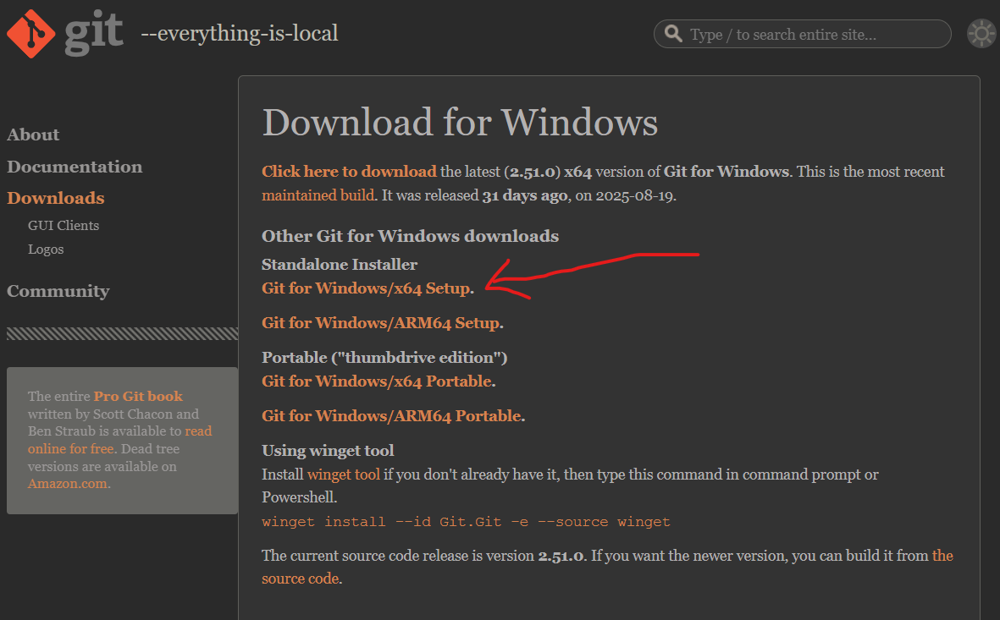 git --everything-is-local
Type / to search entire site...
About
Documentation
Downloads
GUI Clients
Logos
Community
The entire Pro Git book
written by Scott Chacon and
Ben Straub is available to read
online for free. Dead tree
versions are available on
Amazon.com.
Download for Windows
Click here to download the latest (2.51.0) x64 version of Git for Windows. This is the most recent
maintained build. It was released 31 days ago, on 2025-08-19.
Other Git for Windows downloads
Standalone Installer
Git for Windows/x64 Setup.
Git for Windows/ARM64 Setup.
Portable ("thumbdrive edition")
Git for Windows/x64 Portable.
Git for Windows/ARM64 Portable.
Using winget tool
Install winget tool if you don't already have it, then type this command in command prompt or
Powershell.
winget install --id Git.Git -e --source winget
The current source code release is version 2.51.0. If you want the newer version, you can build it from the
source code.